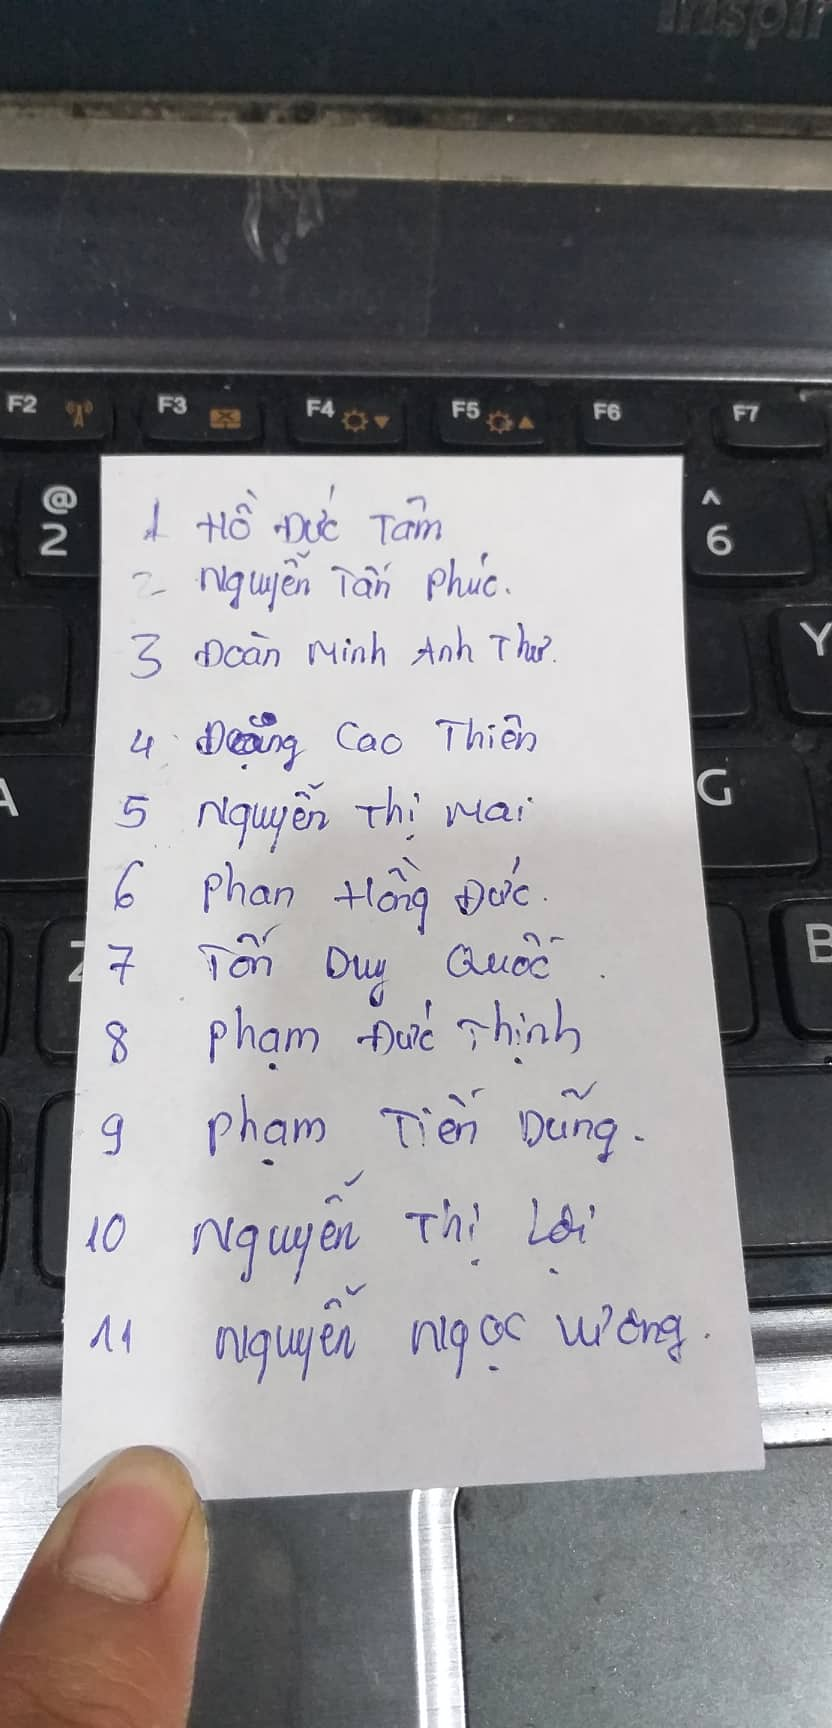 Inspir
F2 F3 F4 F5 F6 F7
@ 2 ^ 6
Y
A G
Z B
1 Hồ Đức Tâm
2 Nguyễn Tấn Phúc.
3 Đoàn Minh Anh Thư.
4 Đặng Cao Thiên
5 Nguyễn Thị Mai
6 Phan Hồng Đức.
7 Tôn Duy Quốc.
8 Phạm Đức Thịnh
9 Phạm Tiến Dũng.
10 Nguyễn Thị Lợi
11 Nguyễn Ngọc Vương.